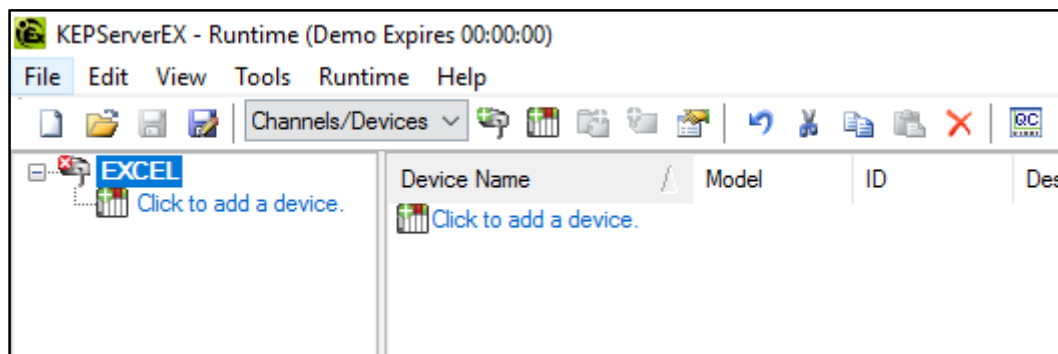 KEPServerEX - Runtime (Demo Expires 00:00:00)
File Edit View Tools Runtime Help
Channels/Devices
QC
EXCEL
Click to add a device.
Device Name Model ID Des
Click to add a device.